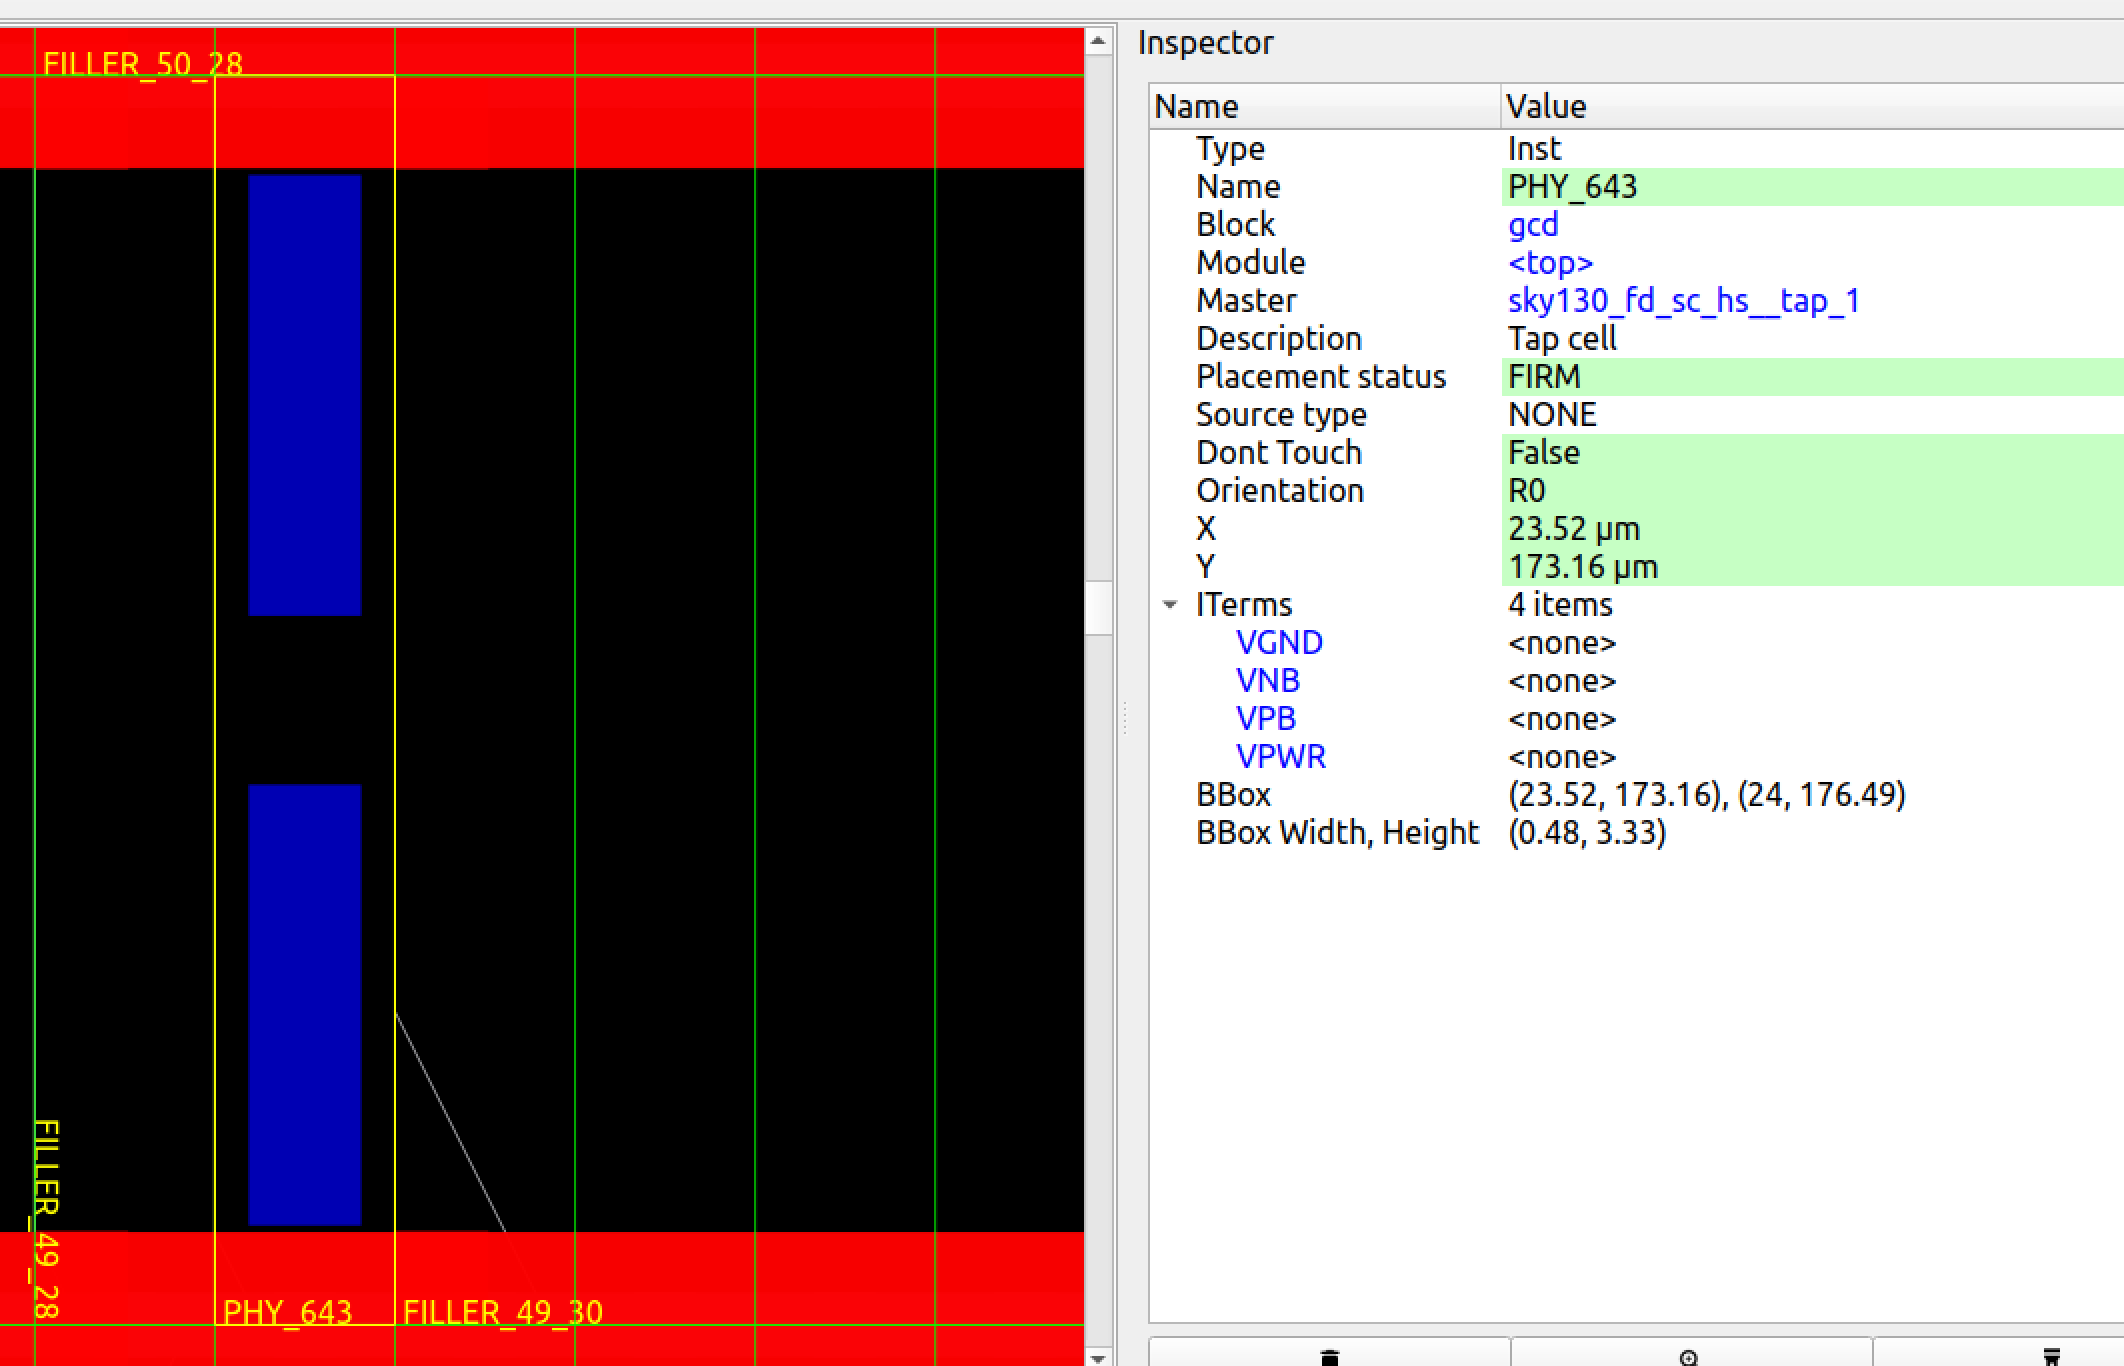 FILLER_50_28
FILLER_49_28
PHY_643
FILLER_49_30
Inspector
Name Value
Type Inst
Name PHY_643
Block gcd
Module <top>
Master sky130_fd_sc_hs__tap_1
Description Tap cell
Placement status FIRM
Source type NONE
Dont Touch False
Orientation R0
X 23.52 μm
Y 173.16 μm
ITerms 4 items
VGND <none>
VNB <none>
VPB <none>
VPWR <none>
BBox (23.52, 173.16), (24, 176.49)
BBox Width, Height (0.48, 3.33)